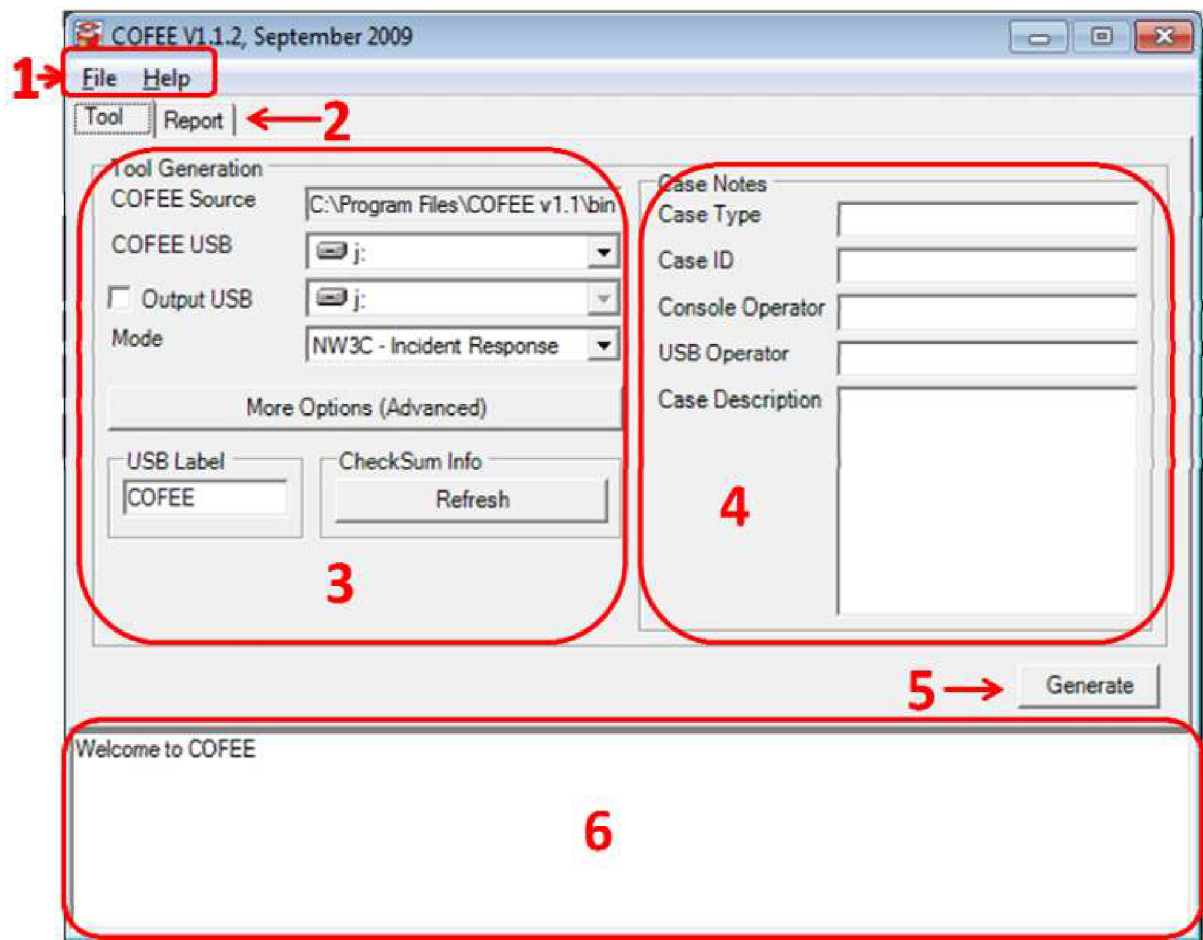 COFEE V1.1.2, September 2009
1
File Help
Tool Report
2
Tool Generation
COFEE Source C:\Program Files\COFEE v1.1\bin
COFEE USB j:
Output USB j:
Mode NW3C - Incident Response
More Options (Advanced)
USB Label
COFEE
CheckSum Info
Refresh
3
Case Notes
Case Type
Case ID
Console Operator
USB Operator
Case Description
4
5
Generate
Welcome to COFEE
6